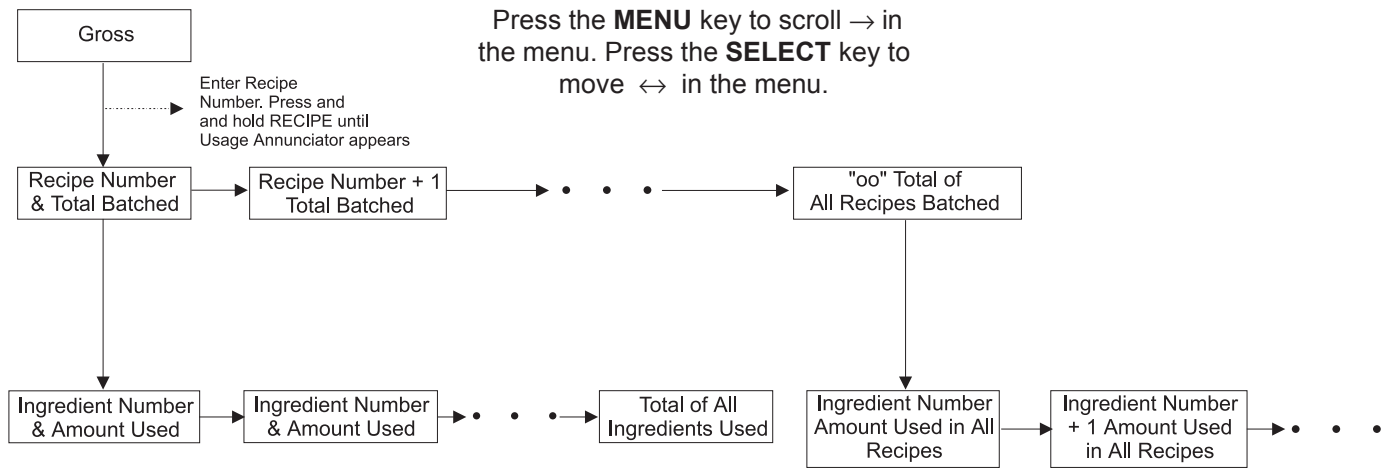 Gross
Press the MENU key to scroll → in
the menu. Press the SELECT key to
move ↔ in the menu.
Enter Recipe
Number. Press and
and hold RECIPE until
Usage Annunciator appears
Recipe Number
& Total Batched
Recipe Number + 1
Total Batched
"oo" Total of
All Recipes Batched
Ingredient Number
& Amount Used
Ingredient Number
& Amount Used
Total of All
Ingredients Used
Ingredient Number
Amount Used in All
Recipes
Ingredient Number
+ 1 Amount Used
in All Recipes